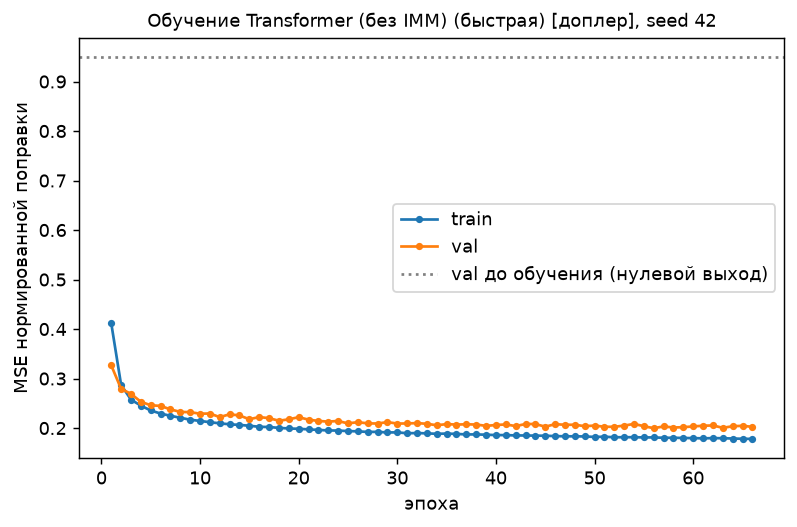 Обучение Transformer (без IMM) (быстрая) [доплер], seed 42
MSE нормированной поправки
0.9
0.8
0.7
0.6
0.5
0.4
0.3
0.2
train
val
val до обучения (нулевой выход)
0 10 20 30 40 50 60
эпоха